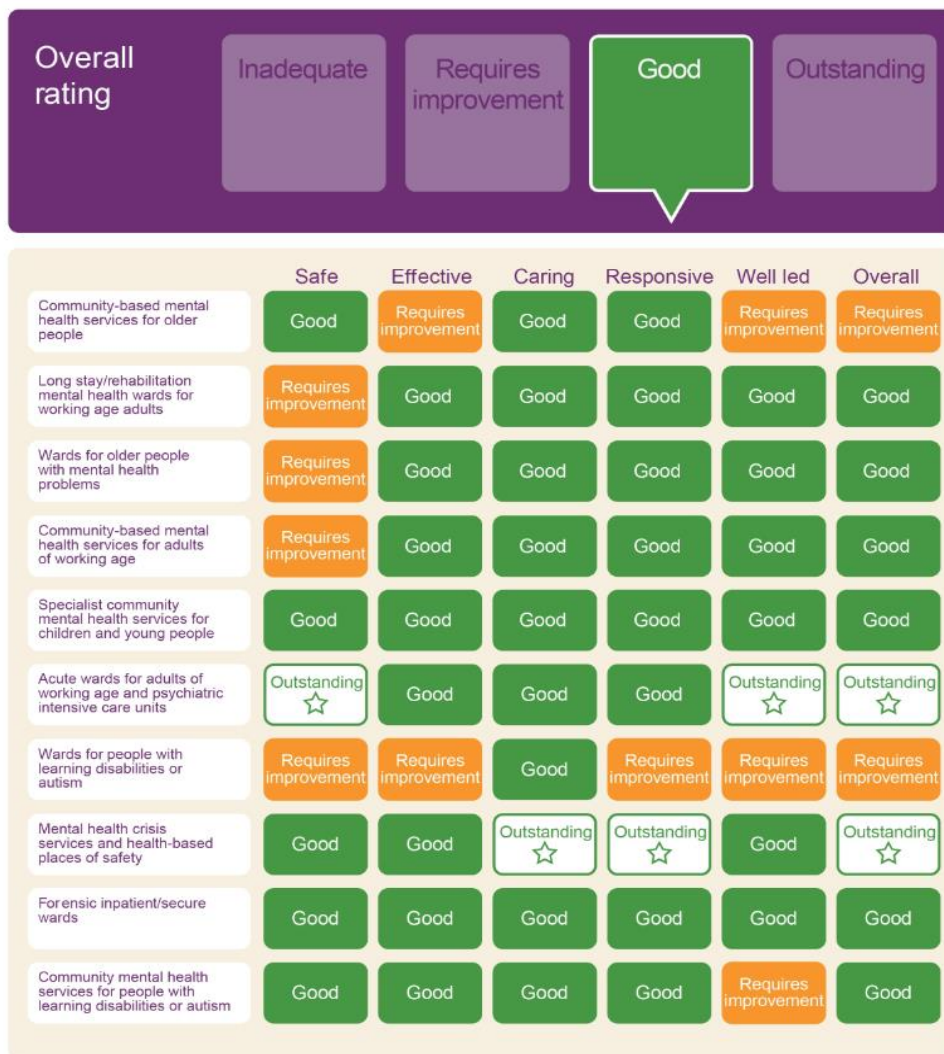 Overall
rating
Inadequate
Requires
improvement
Good
Outstanding
Safe Effective Caring Responsive Well led Overall
Community-based mental
health services for older
people
Good
Requires
improvement
Good
Good
Requires
improvement
Requires
improvement
Long stay/rehabilitation
mental health wards for
working age adults
Requires
improvement
Good
Good
Good
Good
Good
Wards for older people
with mental health
problems
Requires
improvement
Good
Good
Good
Good
Good
Community-based mental
health services for adults
of working age
Requires
improvement
Good
Good
Good
Good
Good
Specialist community
mental health services for
children and young people
Good
Good
Good
Good
Good
Good
Acute wards for adults of
working age and psychiatric
intensive care units
Outstanding
Good
Good
Good
Outstanding
Outstanding
Wards for people with
learning disabilities or
autism
Requires
improvement
Requires
improvement
Good
Requires
improvement
Requires
improvement
Requires
improvement
Mental health crisis
services and health-based
places of safety
Good
Good
Outstanding
Outstanding
Good
Outstanding
Forensic inpatient/secure
wards
Good
Good
Good
Good
Good
Good
Community mental health
services for people with
learning disabilities or autism
Good
Good
Good
Good
Requires
improvement
Good